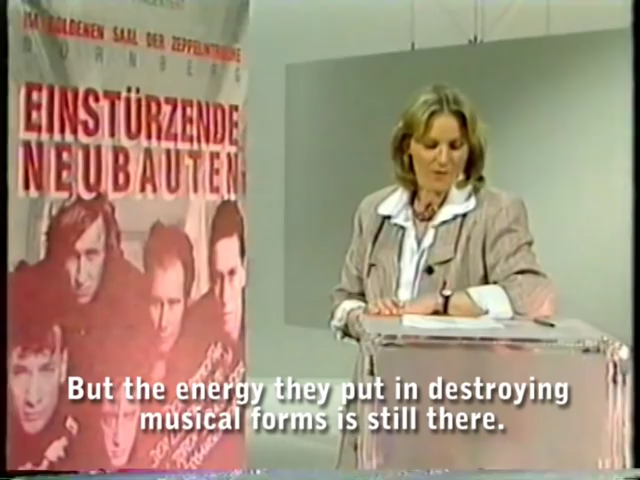 IM GOLDENEN SAAL DER ZEPPELINTRIBÜNE
NÜRNBERG
EINSTÜRZENDE
NEUBAUTEN
But the energy they put in destroying
musical forms is still there.